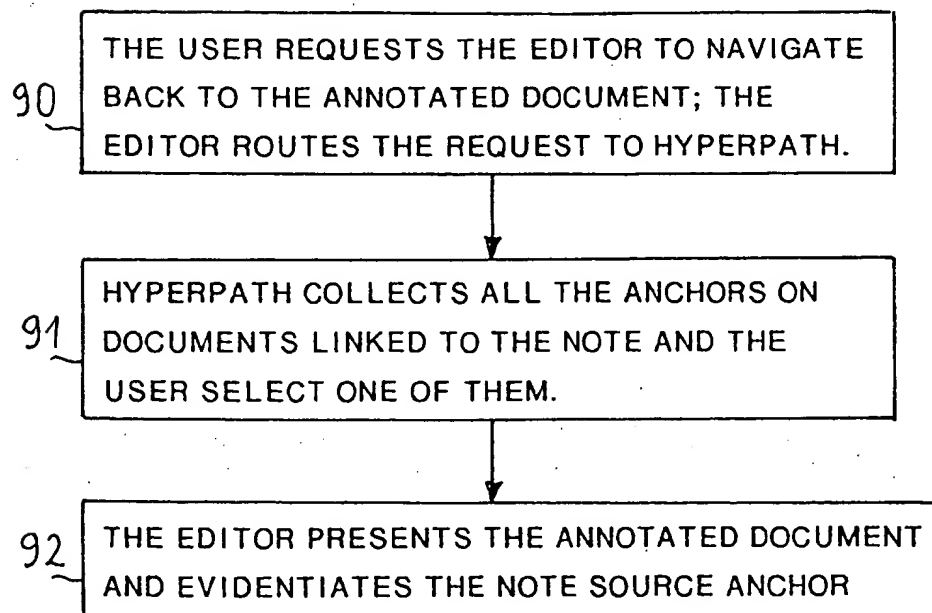 THE USER REQUESTS THE EDITOR TO NAVIGATE
90 BACK TO THE ANNOTATED DOCUMENT; THE
EDITOR ROUTES THE REQUEST TO HYPERPATH.
HYPERPATH COLLECTS ALL THE ANCHORS ON
91 DOCUMENTS LINKED TO THE NOTE AND THE
USER SELECT ONE OF THEM.
92 THE EDITOR PRESENTS THE ANNOTATED DOCUMENT
AND EVIDENTIATES THE NOTE SOURCE ANCHOR